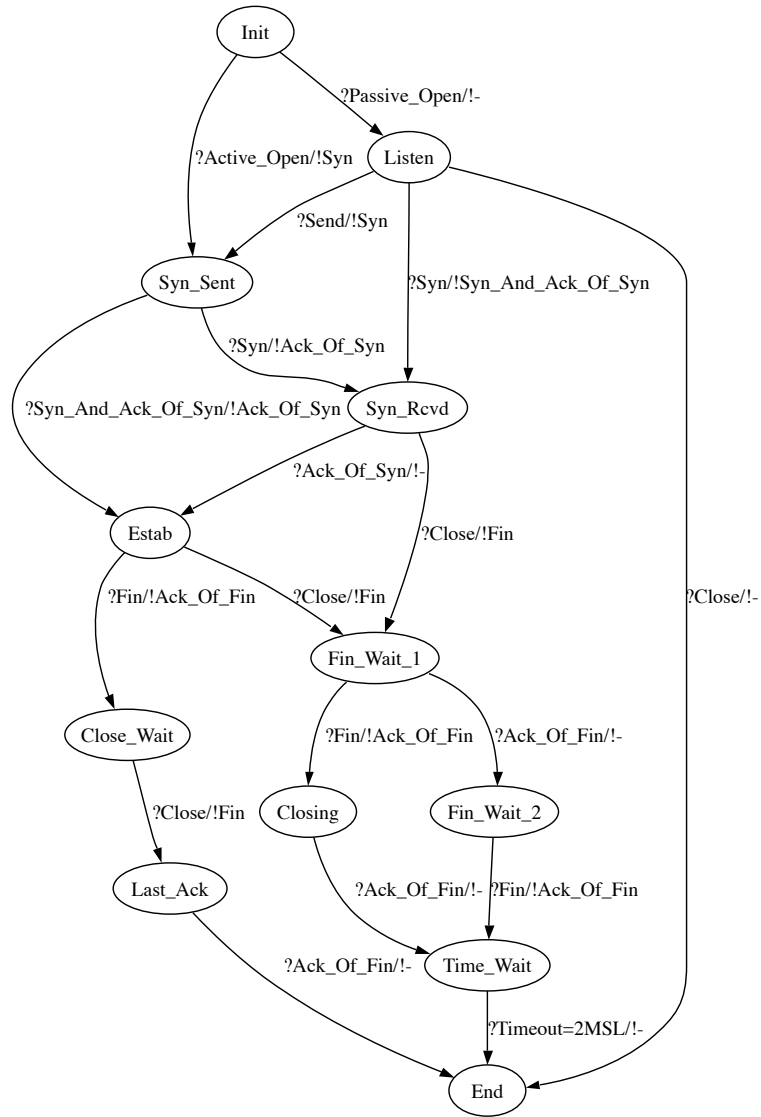 Init
?Passive_Open/!-
?Active_Open/!Syn
Listen
?Send/!Syn
Syn_Sent
?Syn/!Syn_And_Ack_Of_Syn
?Syn/!Ack_Of_Syn
?Syn_And_Ack_Of_Syn/!Ack_Of_Syn
Syn_Rcvd
?Ack_Of_Syn/!-
Estab
?Close/!Fin
?Fin/!Ack_Of_Fin
?Close/!Fin
?Close/!-
Fin_Wait_1
Close_Wait
?Fin/!Ack_Of_Fin
?Ack_Of_Fin/!-
?Close/!Fin
Closing
Fin_Wait_2
Last_Ack
?Ack_Of_Fin/!-
?Fin/!Ack_Of_Fin
?Ack_Of_Fin/!-
Time_Wait
?Timeout=2MSL/!-
End